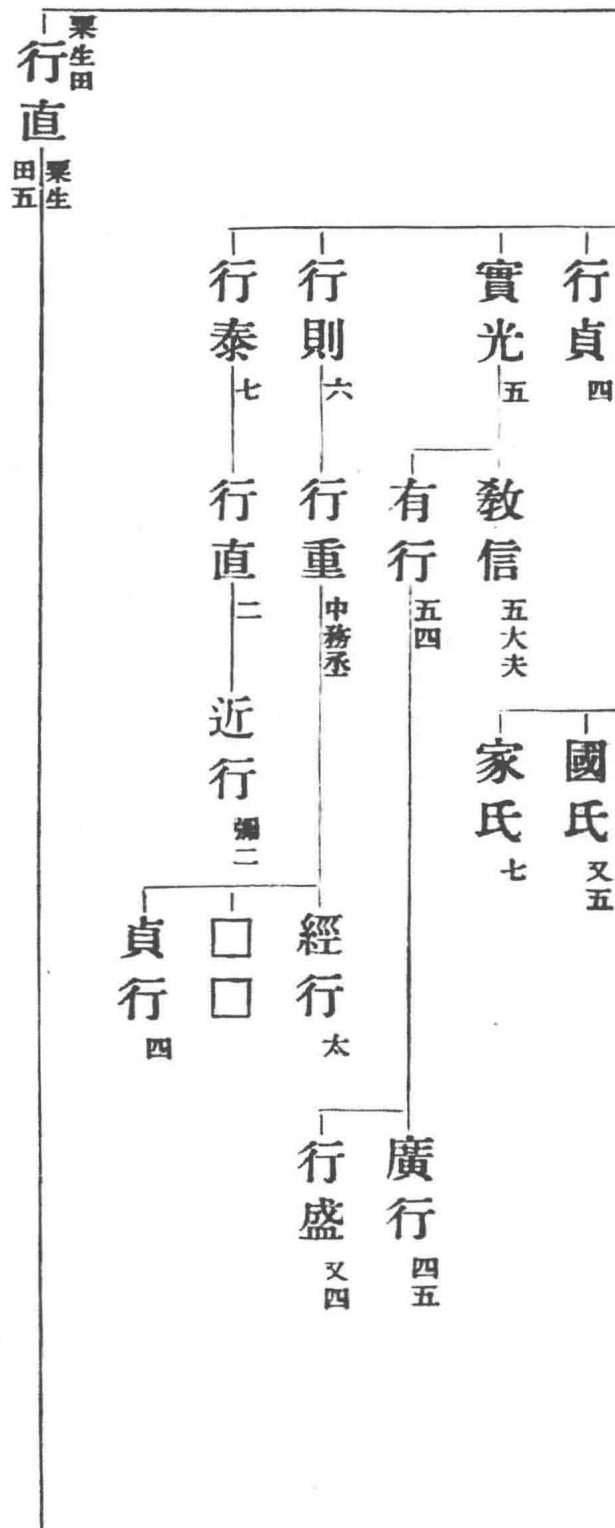 行貞 四
實光 五
教信 五大夫
國氏 又五
家氏 七
有行 五四
廣行 四五
行盛 又四
行則 六
行重 中務丞
經行 太
□□
貞行 四
行泰 七
行直 二
近行 彌二
粟生田
行直 粟生田五